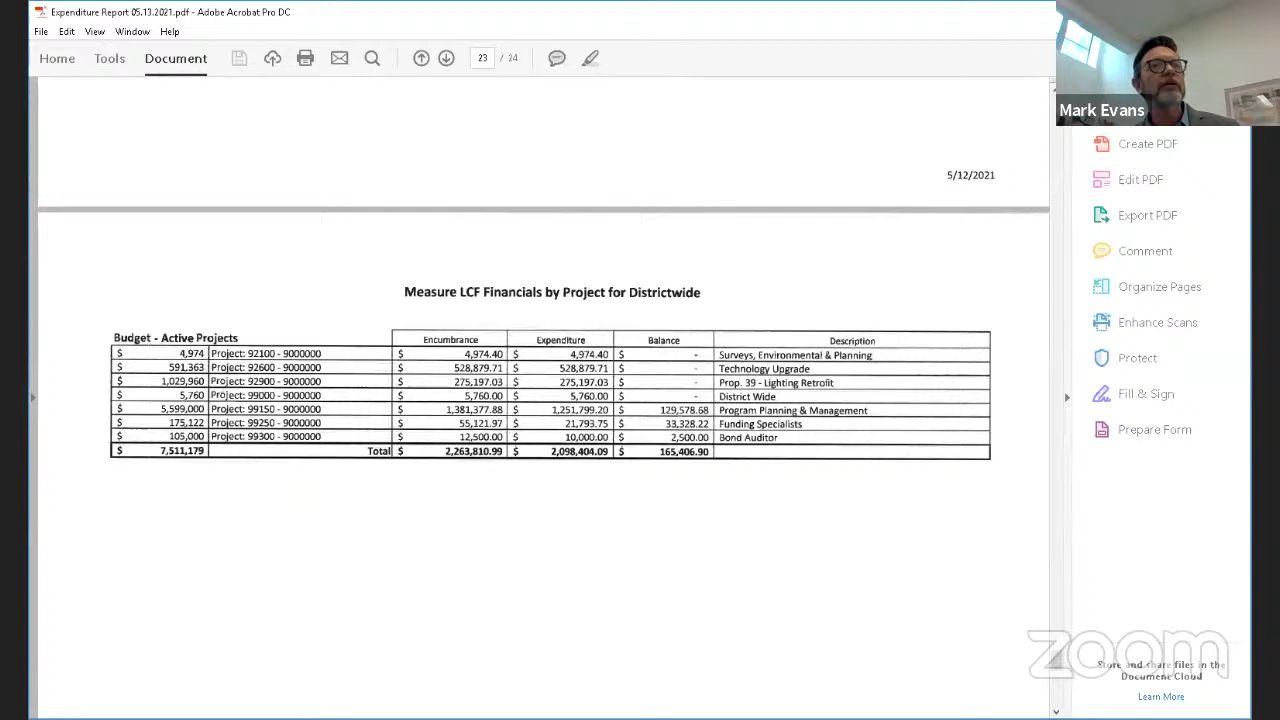 Expenditure Report 05.13.2021.pdf - Adobe Acrobat Pro DC
File Edit View Window Help
Home Tools Document 23 / 24
Mark Evans
5/12/2021
Measure LCF Financials by Project for Districtwide
Budget - Active Projects Encumbrance Expenditure Balance Description
$ 4,974 Project: 92100 - 9000000 $ 4,974.40 $ 4,974.40 $ - Surveys, Environmental & Planning
$ 591,363 Project: 92600 - 9000000 $ 528,879.71 $ 528,879.71 $ - Technology Upgrade
$ 1,029,960 Project: 92900 - 9000000 $ 275,197.03 $ 275,197.03 $ - Prop. 39 - Lighting Retrofit
$ 5,760 Project: 99000 - 9000000 $ 5,760.00 $ 5,760.00 $ - District Wide
$ 5,599,000 Project: 99150 - 9000000 $ 1,381,377.88 $ 1,251,799.20 $ 129,578.68 Program Planning & Management
$ 175,122 Project: 99250 - 9000000 $ 55,121.97 $ 21,793.75 $ 33,328.22 Funding Specialists
$ 105,000 Project: 99300 - 9000000 $ 12,500.00 $ 10,000.00 $ 2,500.00 Bond Auditor
$ 7,511,179 Total $ 2,263,810.99 $ 2,098,404.09 $ 165,406.90
Create PDF
Edit PDF
Export PDF
Comment
Organize Pages
Enhance Scans
Protect
Fill & Sign
Prepare Form
zoom
Store and share files in the
Document Cloud
Learn More